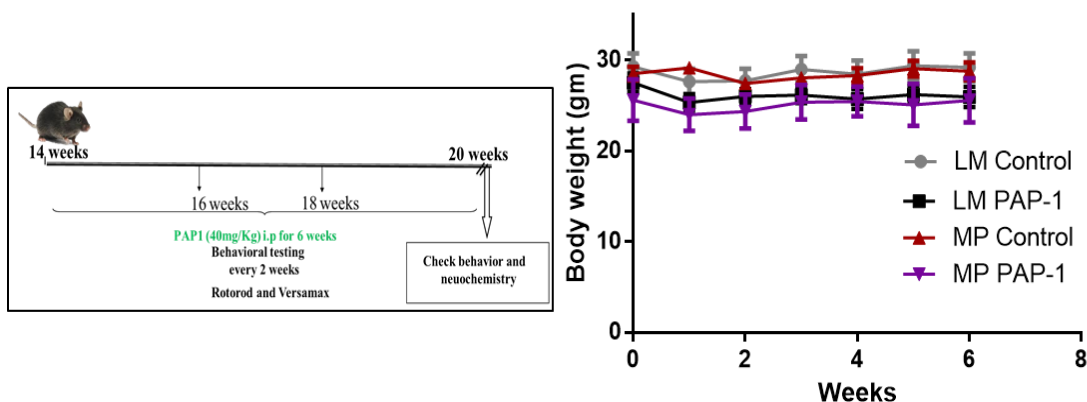 14 weeks
20 weeks
16 weeks
18 weeks
PAP1 (40mg/Kg) i.p for 6 weeks
Behavioral testing
every 2 weeks
Rotorod and Versamax
Check behavior and
neuochemistry
Body weight (gm)
30
20
10
0
0
2
4
6
8
Weeks
LM Control
LM PAP-1
MP Control
MP PAP-1